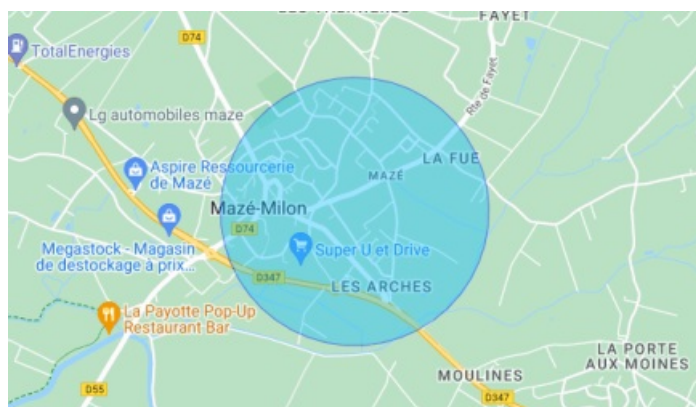 FAYET
D74
TotalEnergies
Rte de Fayet
Lg automobiles maze
LA FUÉ
Aspire Ressourcerie
de Mazé
MAZÉ
Mazé-Milon
D74
Super U et Drive
Megastock - Magasin
de destockage à prix...
D347
LES ARCHES
La Payotte Pop-Up
Restaurant Bar
LA PORTE
AUX MOINES
MOULINES
D55
D347